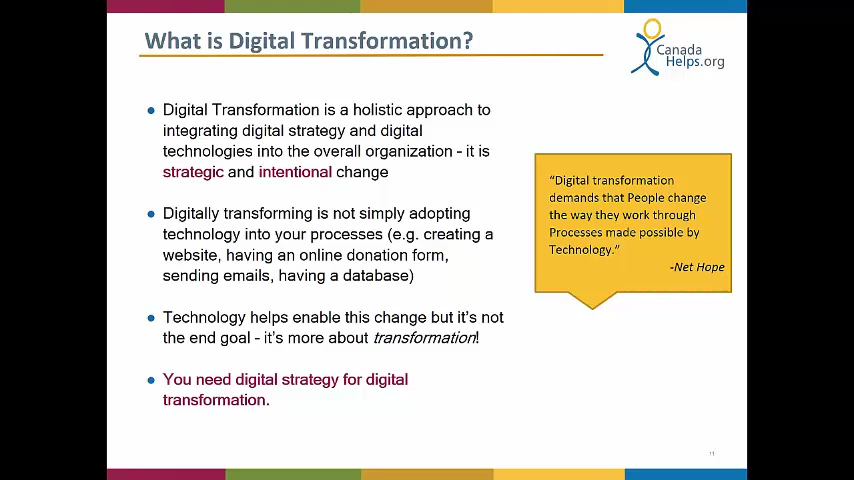 What is Digital Transformation?
Canada
Helps.org
Digital Transformation is a holistic approach to
integrating digital strategy and digital
technologies into the overall organization - it is
strategic and intentional change
Digitally transforming is not simply adopting
technology into your processes (e.g. creating a
website, having an online donation form,
sending emails, having a database)
Technology helps enable this change but it's not
the end goal - it's more about transformation!
You need digital strategy for digital
transformation.
“Digital transformation
demands that People change
the way they work through
Processes made possible by
Technology.”
-Net Hope
11